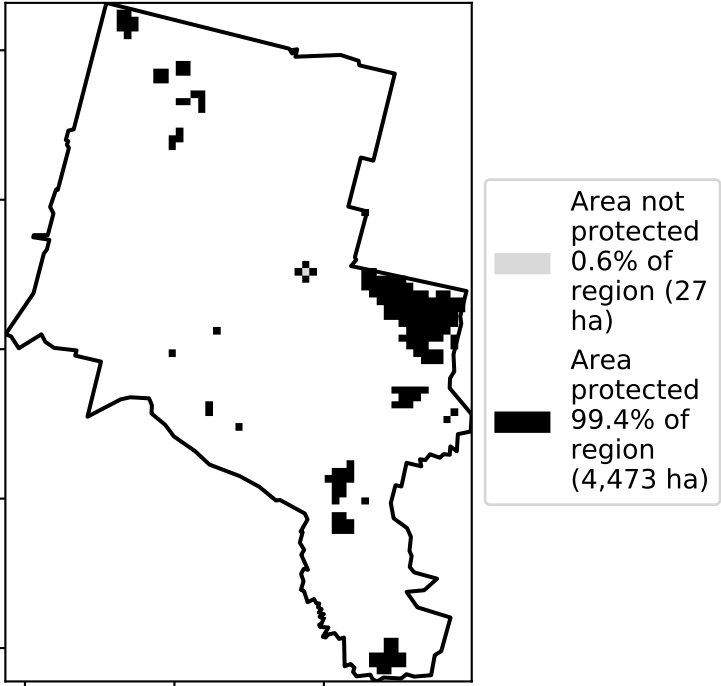 Area not
protected
0.6% of
region (27
ha)
Area
protected
99.4% of
region
(4,473 ha)